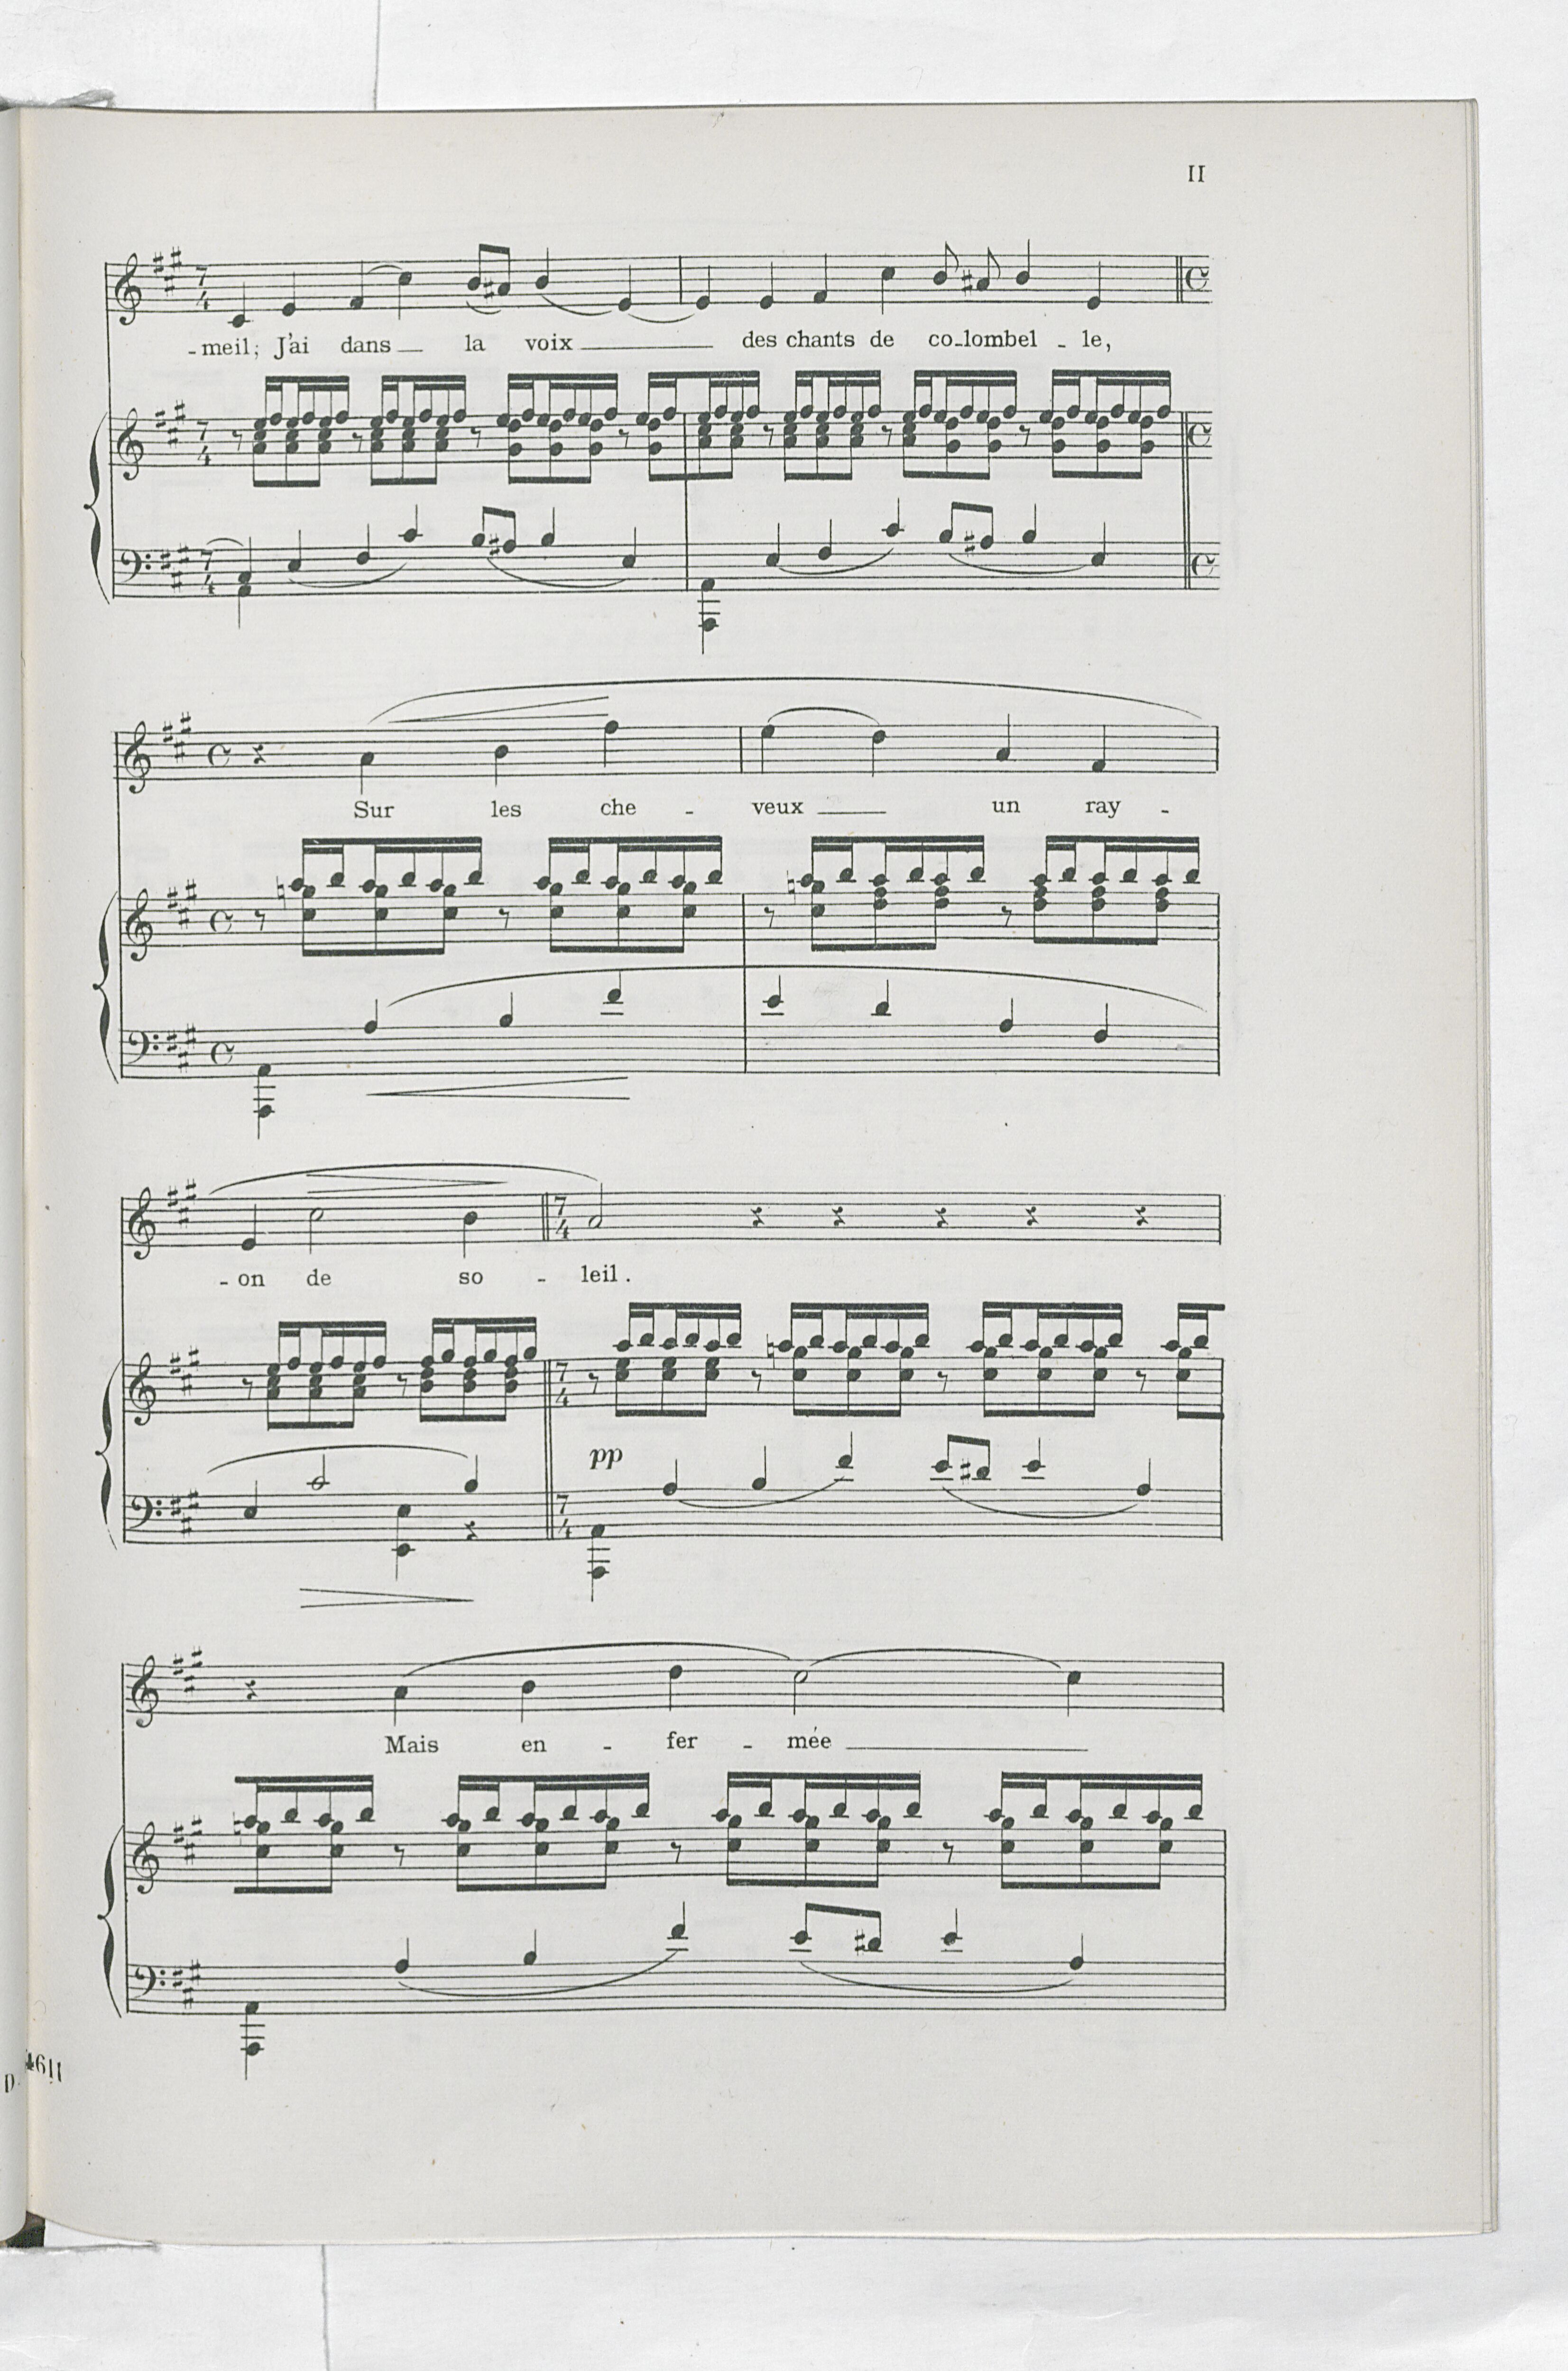 II
-meil; J'ai dans la voix des chants de co-lombel - le,
Sur les che - veux un ray -
- on de so - leil.
pp
Mais en - fer - mée